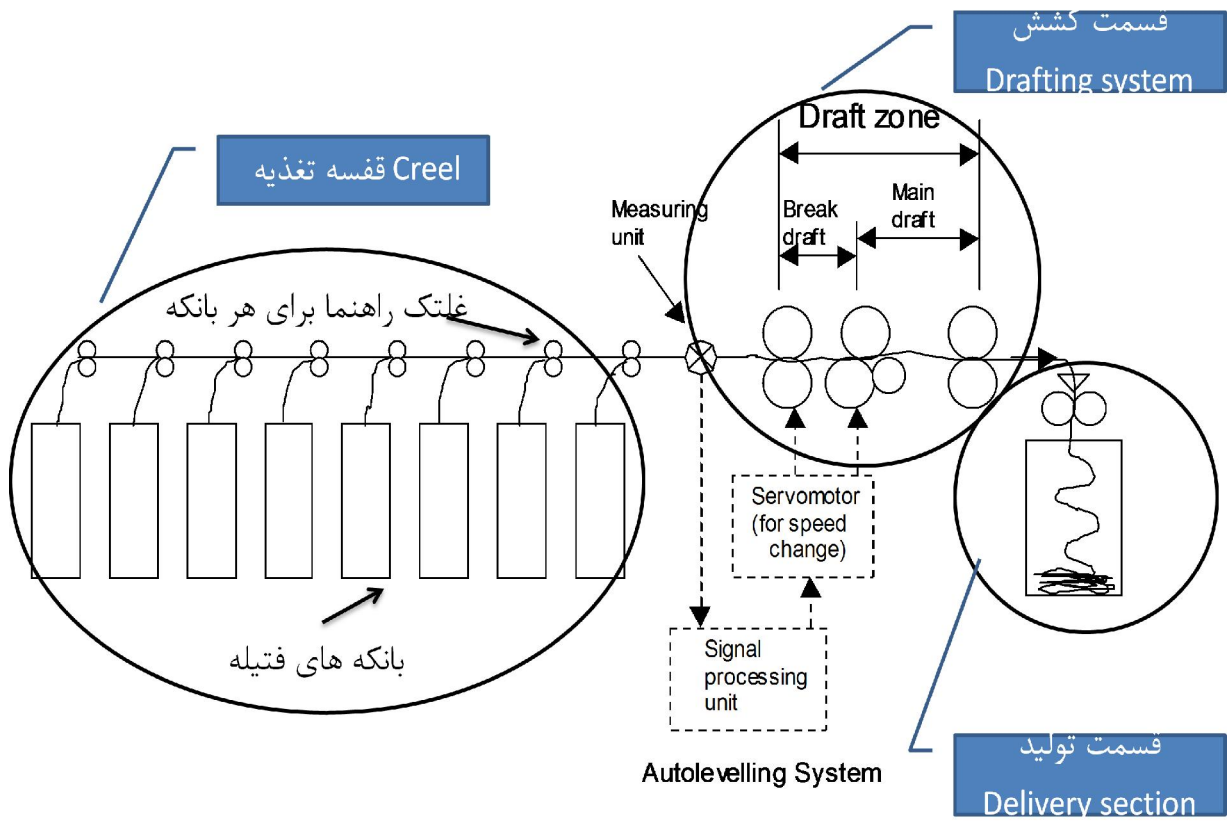 قسمت کشش
Drafting system
Draft zone
قفسه تغذیه Creel
Measuring
unit
Break
draft
Main
draft
غلتک راهنما برای هر بانکه
Servomotor
(for speed
change)
بانکه های فتیله
Signal
processing
unit
Autolevelling System
قسمت تولید
Delivery section